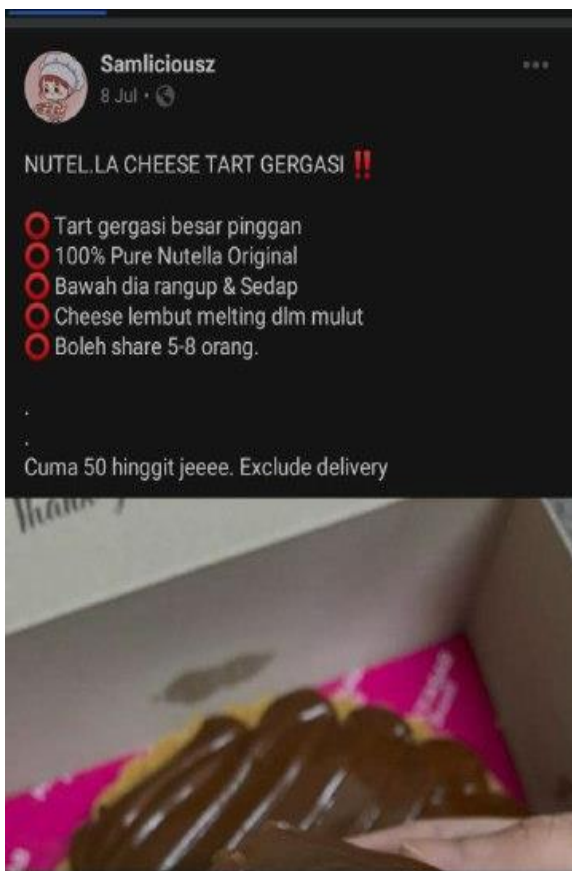 Samliciousz
8 Jul
NUTEL.LA CHEESE TART GERGASI ‼️
⭕ Tart gergasi besar pinggan
⭕ 100% Pure Nutella Original
⭕ Bawah dia rangup & Sedap
⭕ Cheese lembut melting dlm mulut
⭕ Boleh share 5-8 orang.
.
.
Cuma 50 hinggit jeeee. Exclude delivery